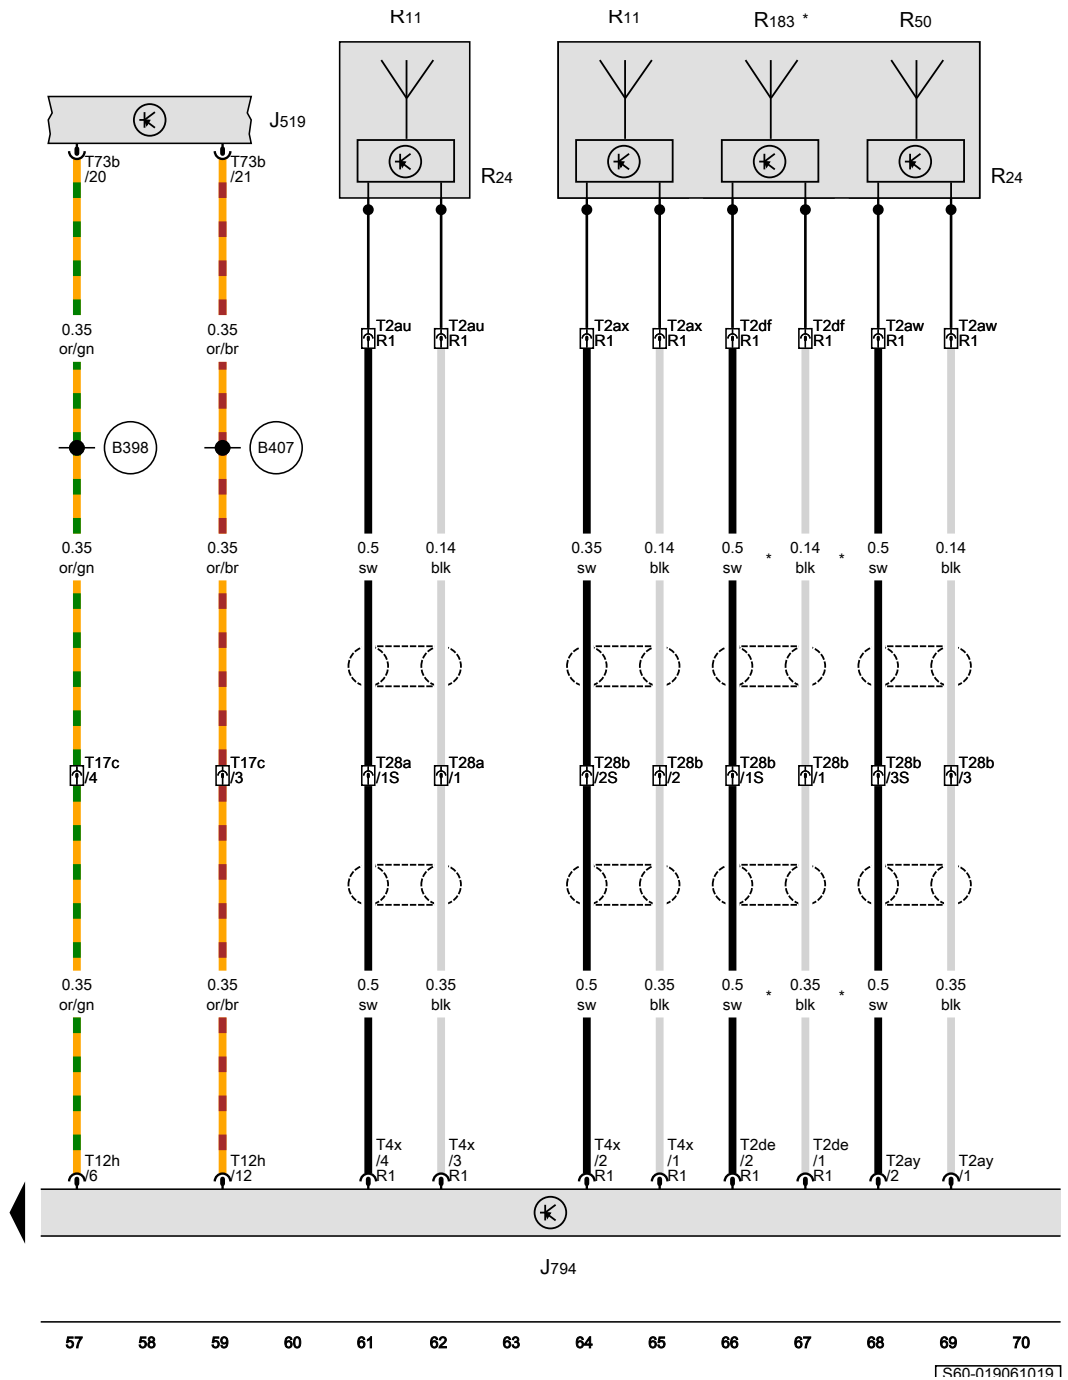 R11 R11 R183 * R50
J519
T73b T73b
/20 /21
R24 R24
0.35 0.35
or/gn or/br
T2au T2au T2ax T2ax T2df T2df T2aw T2aw
R1 R1 R1 R1 R1 R1 R1 R1
B398 B407
0.35 0.35 0.5 0.14 0.35 0.14 0.5 * 0.14 * 0.5 0.14
or/gn or/br sw blk sw blk sw blk sw blk
T17c T17c T28a T28a T28b T28b T28b T28b T28b T28b
/4 /3 /1S /1 /2S /2 /1S /1 /3S /3
0.35 0.35 0.5 0.35 0.5 0.35 0.5 * 0.35 * 0.5 0.35
or/gn or/br sw blk sw blk sw blk sw blk
T4x T4x T4x T4x T2de T2de
T12h T12h /4 /3 /2 /1 /2 /1 T2ay T2ay
/6 /12 R1 R1 R1 R1 R1 R1 /2 /1
J794
57 58 59 60 61 62 63 64 65 66 67 68 69 70
S60-019061019